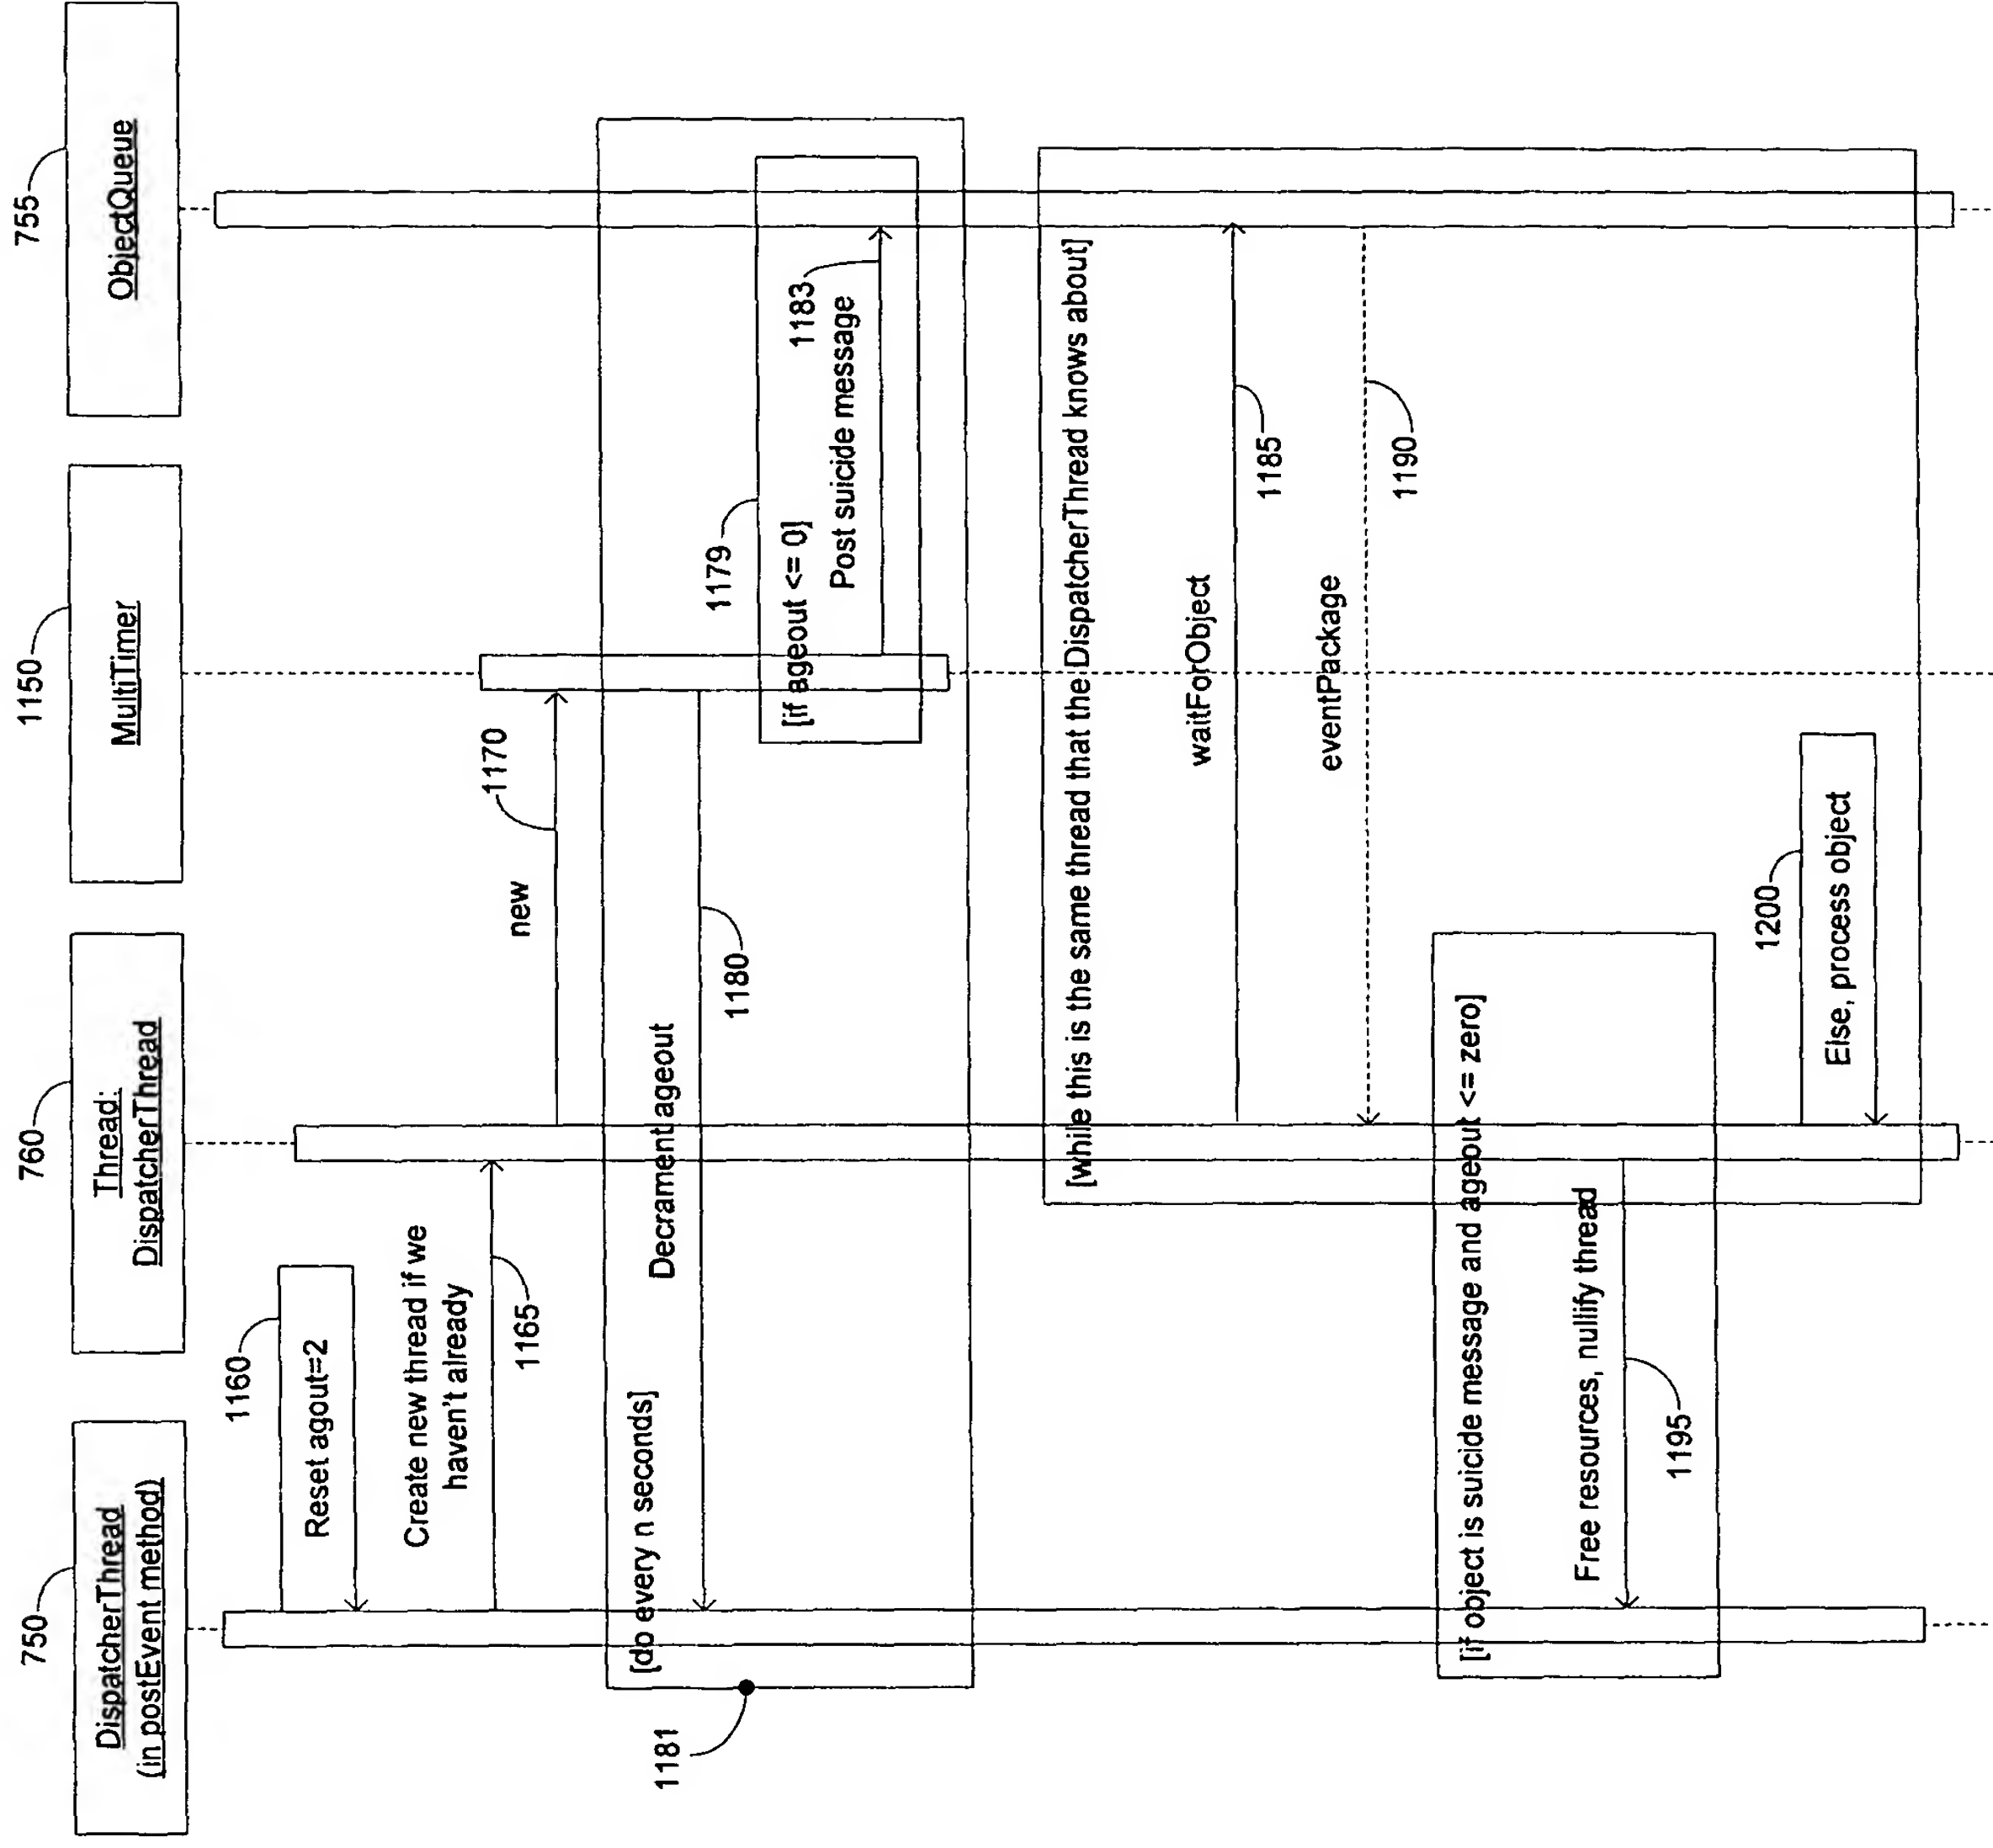 750
DispatcherThread
(in postEvent method)
760
Thread:
DispatcherThread
1150
MultiTimer
755
ObjectQueue
1160
Reset agout=2
Create new thread if we
haven't already
1165
new
1170
[do every n seconds]
Decrament ageout
1180
1181
1179
[if ageout <= 0]
1183
Post suicide message
[while this is the same thread that the DispatcherThread knows about]
waitForObject
1185
eventPackage
1190
[if object is suicide message and ageout <= zero]
Free resources, nullify thread
1195
1200
Else, process object